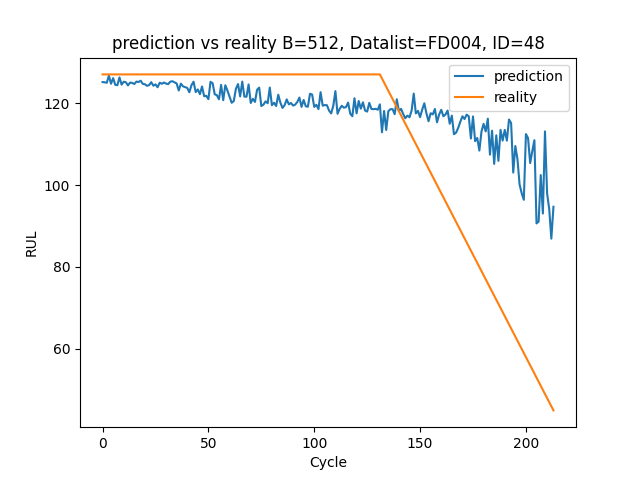 prediction vs reality B=512, Datalist=FD004, ID=48
prediction
reality
RUL
120
100
80
60
0 50 100 150 200
Cycle